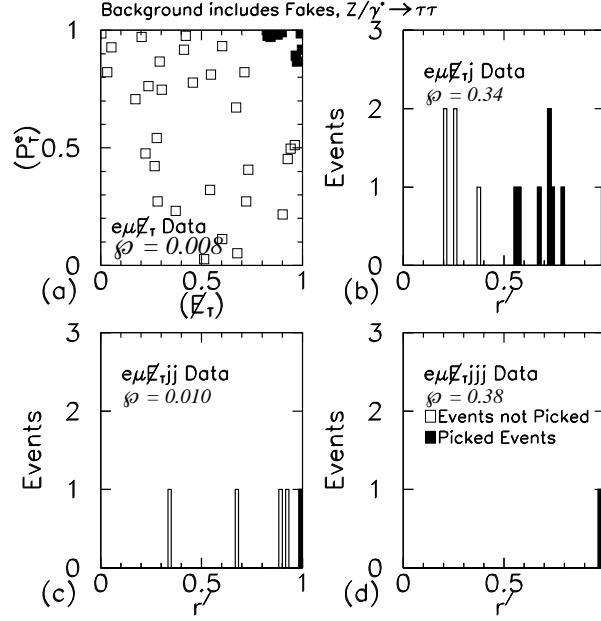 Background includes Fakes, Z/γ*→ττ
(P_T^e)
1
0.5
0
eμE̸_T Data
℘ = 0.008
0 0.5 1
(a)
(E̸_T)
Events
3
2
1
0
eμE̸_Tj Data
℘ = 0.34
0 0.5
(b)
r′
Events
3
2
1
0
eμE̸_Tjj Data
℘ = 0.010
0 0.5 1
(c)
r′
Events
3
2
1
0
eμE̸_Tjjj Data
℘ = 0.38
Events not Picked
Picked Events
0 0.5
(d)
r′